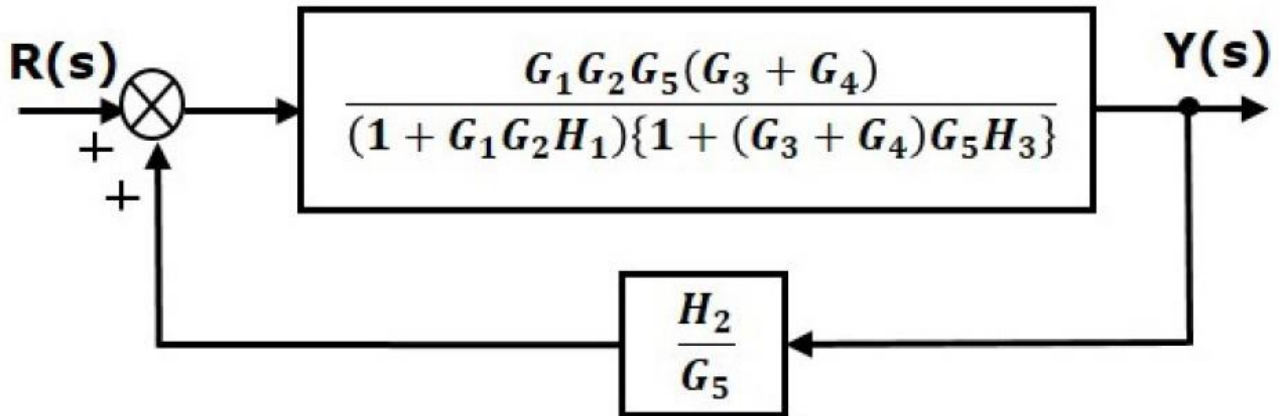 R(s)
Y(s)
G₁G₂G₅(G₃ + G₄)
(1 + G₁G₂H₁){1 + (G₃ + G₄)G₅H₃}
+
+
H₂
G₅